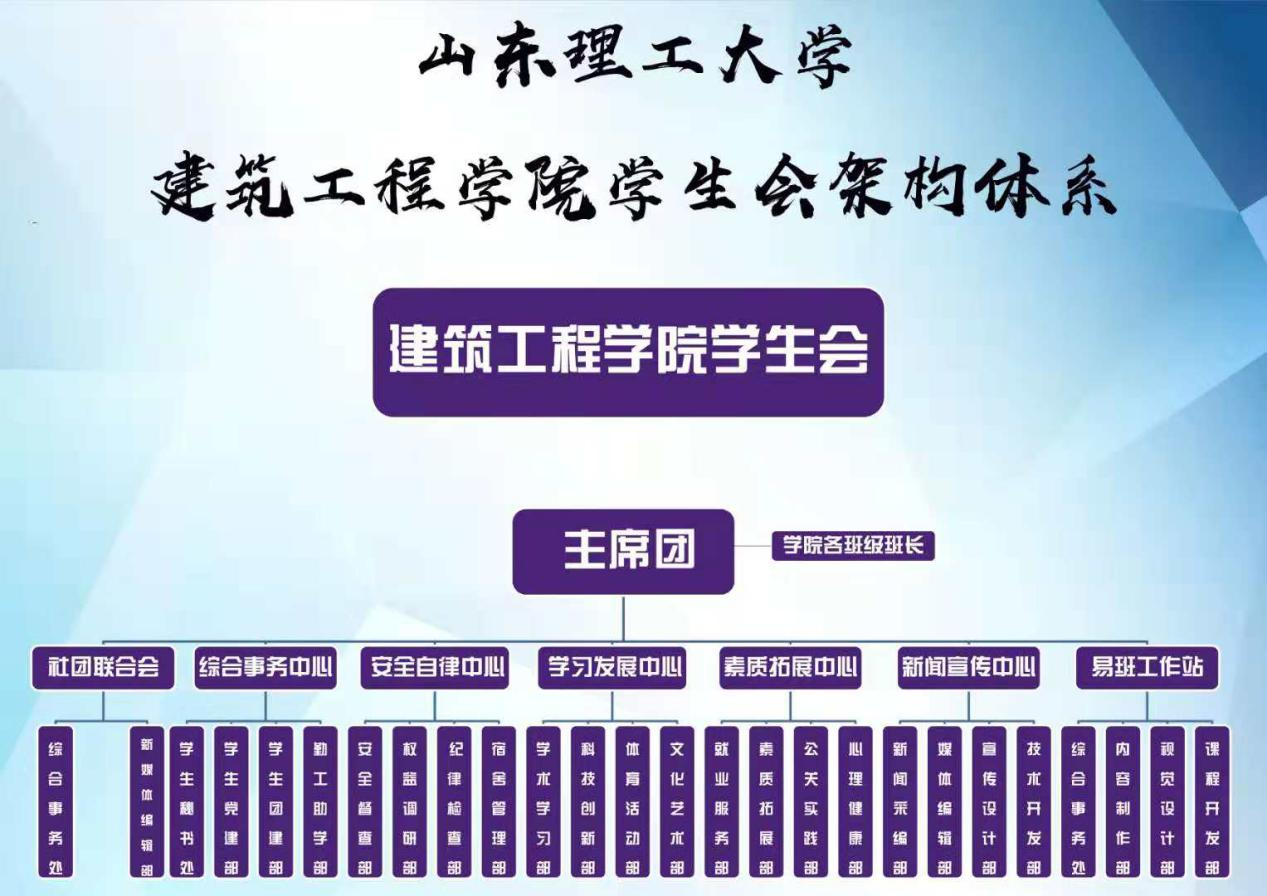 山东理工大学
建筑工程学院学生会架构体系
建筑工程学院学生会
主席团
学院各班级班长
社团联合会
综合事务中心
安全自律中心
学习发展中心
素质拓展中心
新闻宣传中心
易班工作站
综合事务处
新媒体编辑部
学生秘书处
学生党建部
学生团建部
勤工助学部
安全督查部
权益调研部
纪律检查部
宿舍管理部
学术学习部
科技创新部
体育活动部
文化艺术部
就业服务部
素质拓展部
公关实践部
心理健康部
新闻采编部
媒体编辑部
宣传设计部
技术开发部
综合事务处
内容制作部
视觉设计部
课程开发部